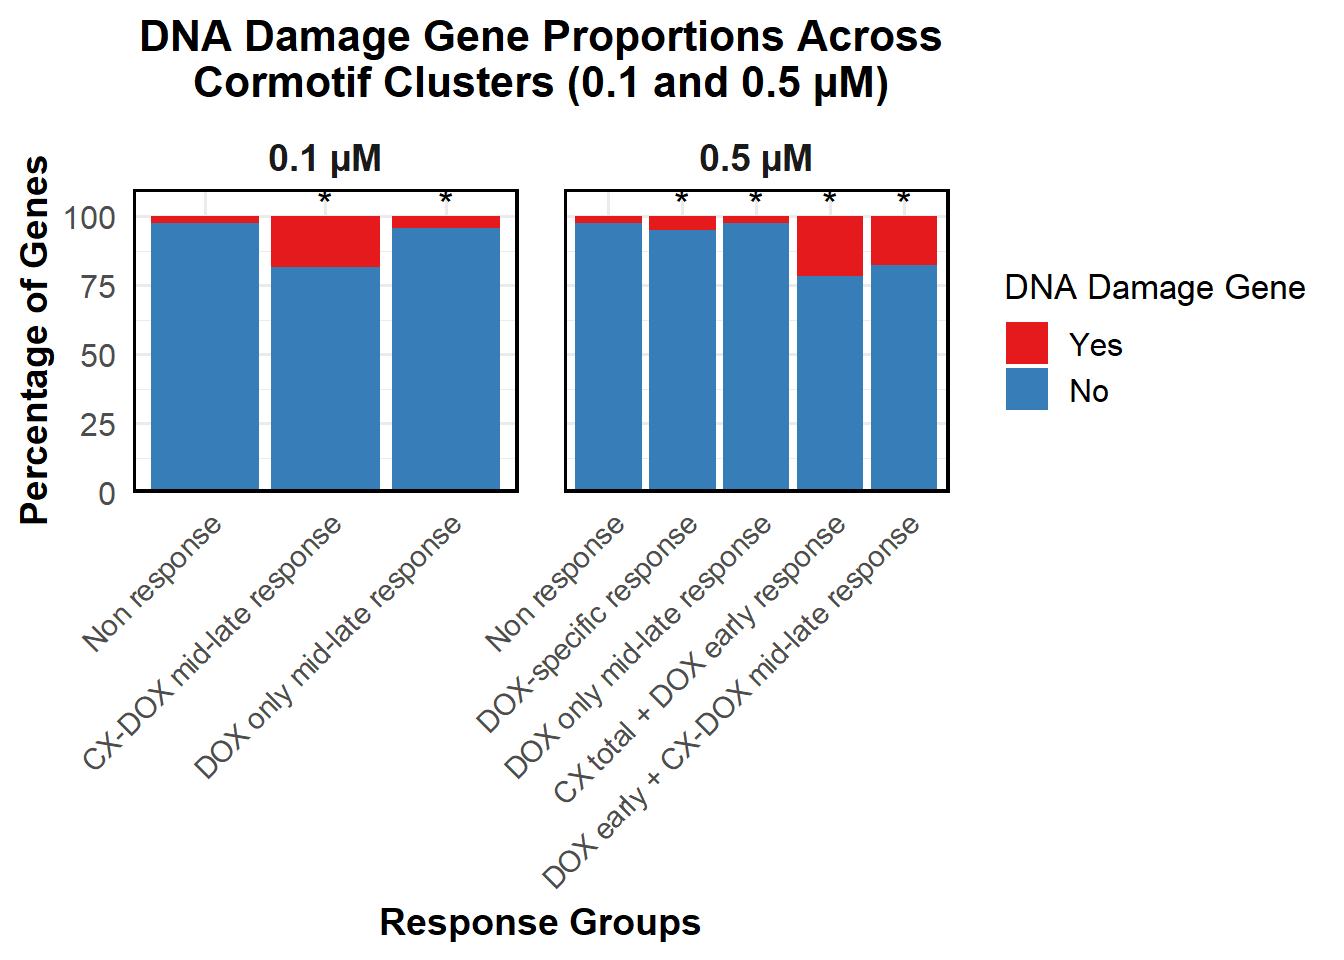 DNA Damage Gene Proportions Across
Cormotif Clusters (0.1 and 0.5 µM)
0.1 µM
0.5 µM
Percentage of Genes
100
75
50
25
0
* *
* * * *
Non response
CX-DOX mid-late response
DOX only mid-late response
Non response
DOX-specific response
DOX only mid-late response
CX total + DOX early response
DOX early + CX-DOX mid-late response
Response Groups
DNA Damage Gene
Yes
No